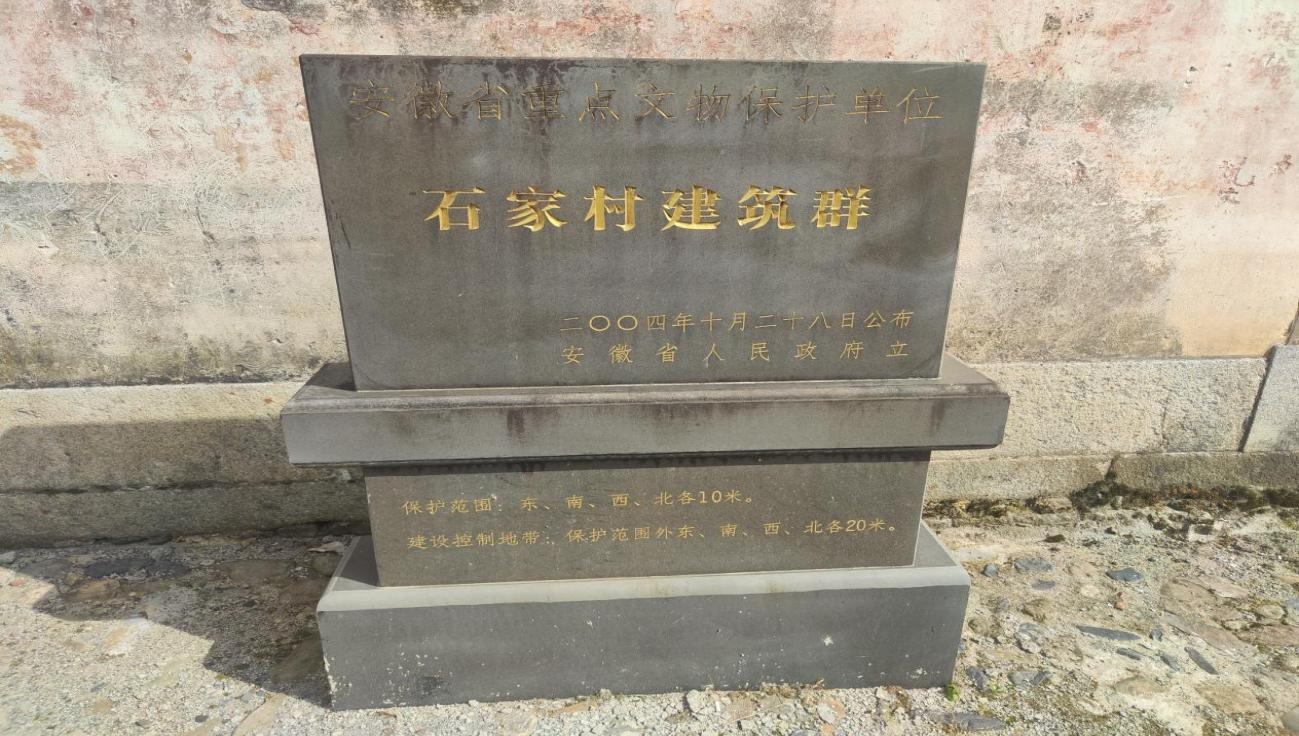 安徽省重点文物保护单位
石家村建筑群
二〇〇四年十月二十八日公布
安徽省人民政府立
保护范围：东、南、西、北各10米。
建设控制地带：保护范围外东、南、西、北各20米。